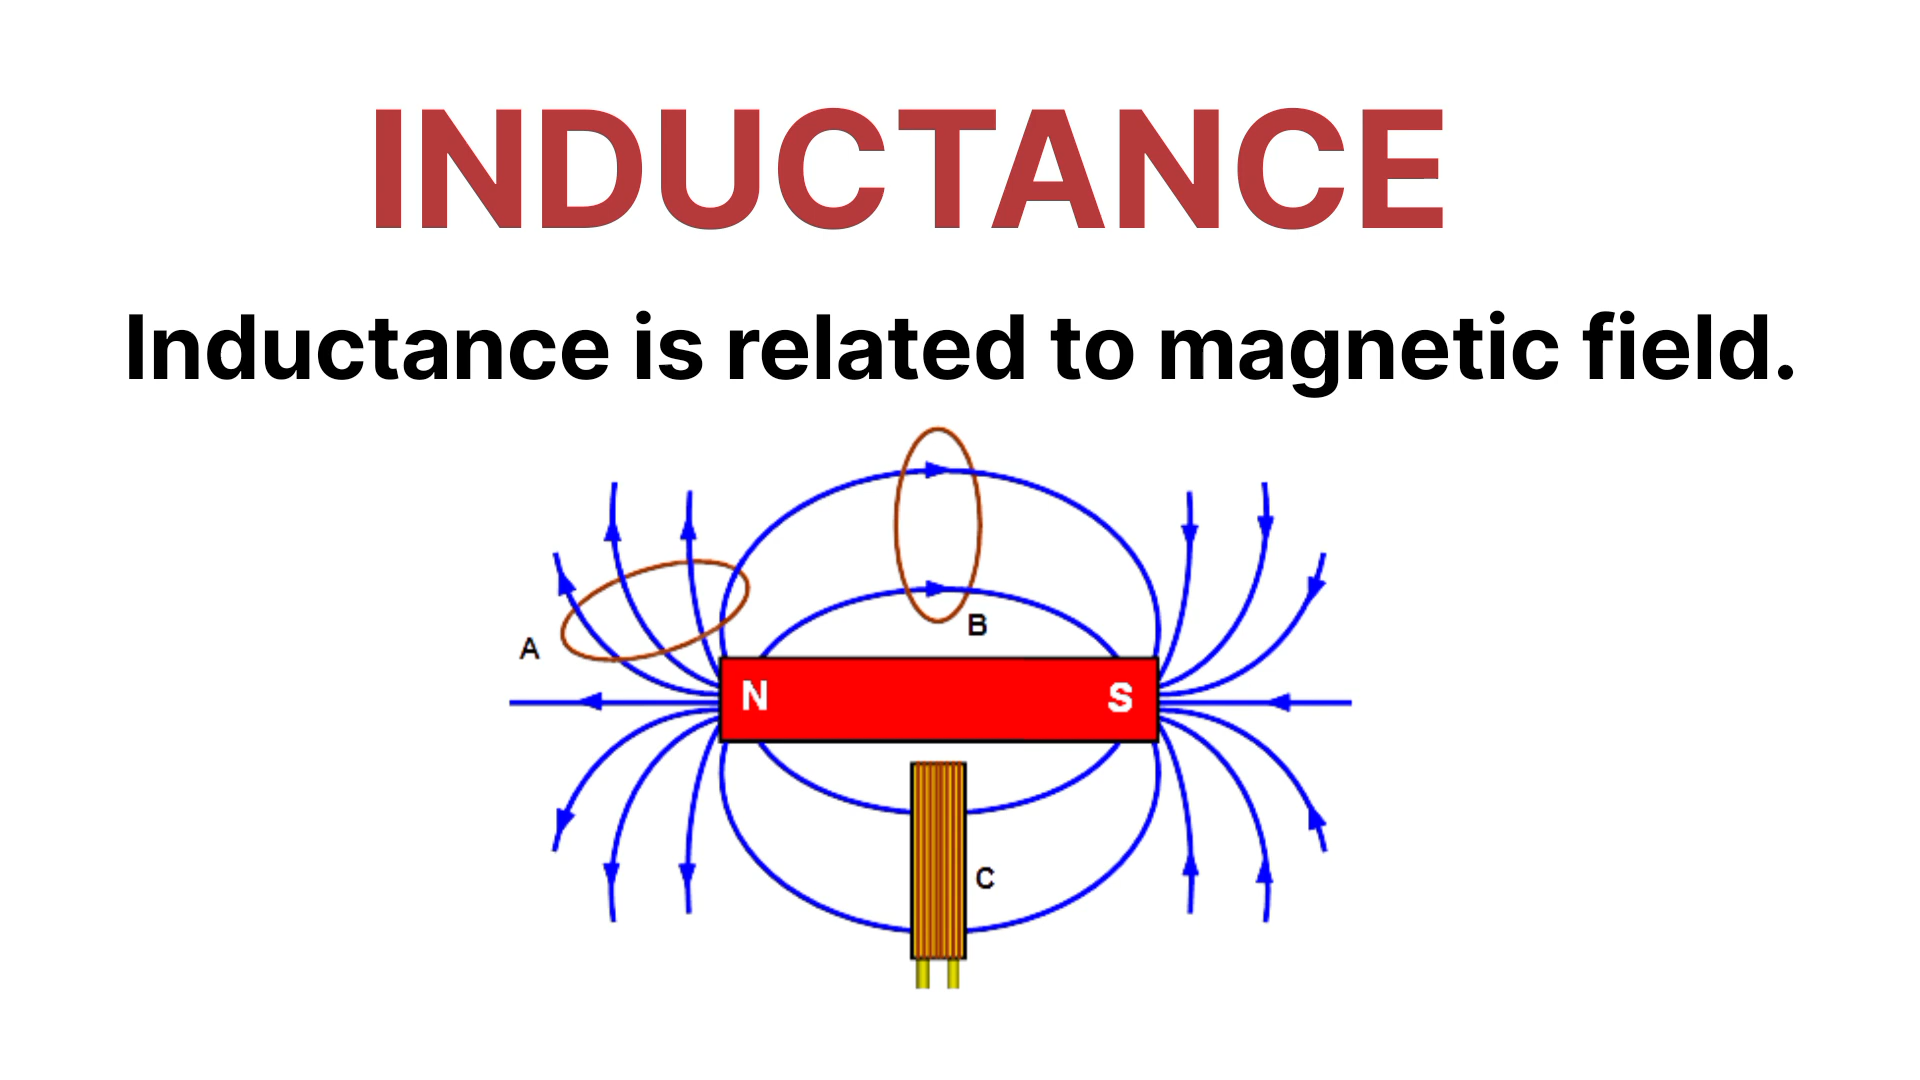 INDUCTANCE
Inductance is related to magnetic field.
B
A
N S
C